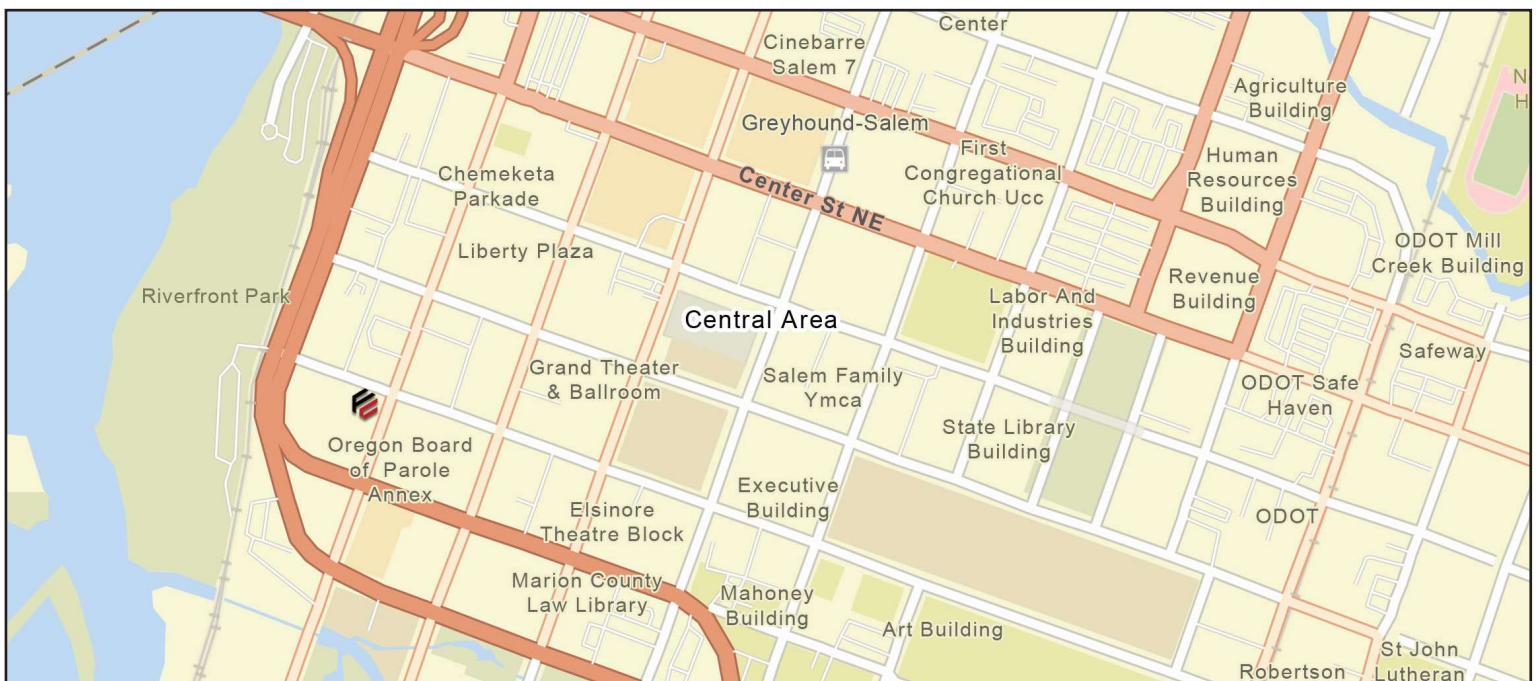 Center
Cinebarre
Salem 7
Agriculture
Building
N
H
Greyhound-Salem
First
Congregational
Church Ucc
Human
Resources
Building
Chemeketa
Parkade
Center St NE
Liberty Plaza
ODOT Mill
Creek Building
Riverfront Park
Revenue
Building
Labor And
Industries
Building
Central Area
Safeway
Grand Theater
& Ballroom
Salem Family
Ymca
ODOT Safe
Haven
Oregon Board
of Parole
Annex
State Library
Building
Executive
Building
ODOT
Elsinore
Theatre Block
Marion County
Law Library
Mahoney
Building
Art Building
St John
Lutheran
Robertson